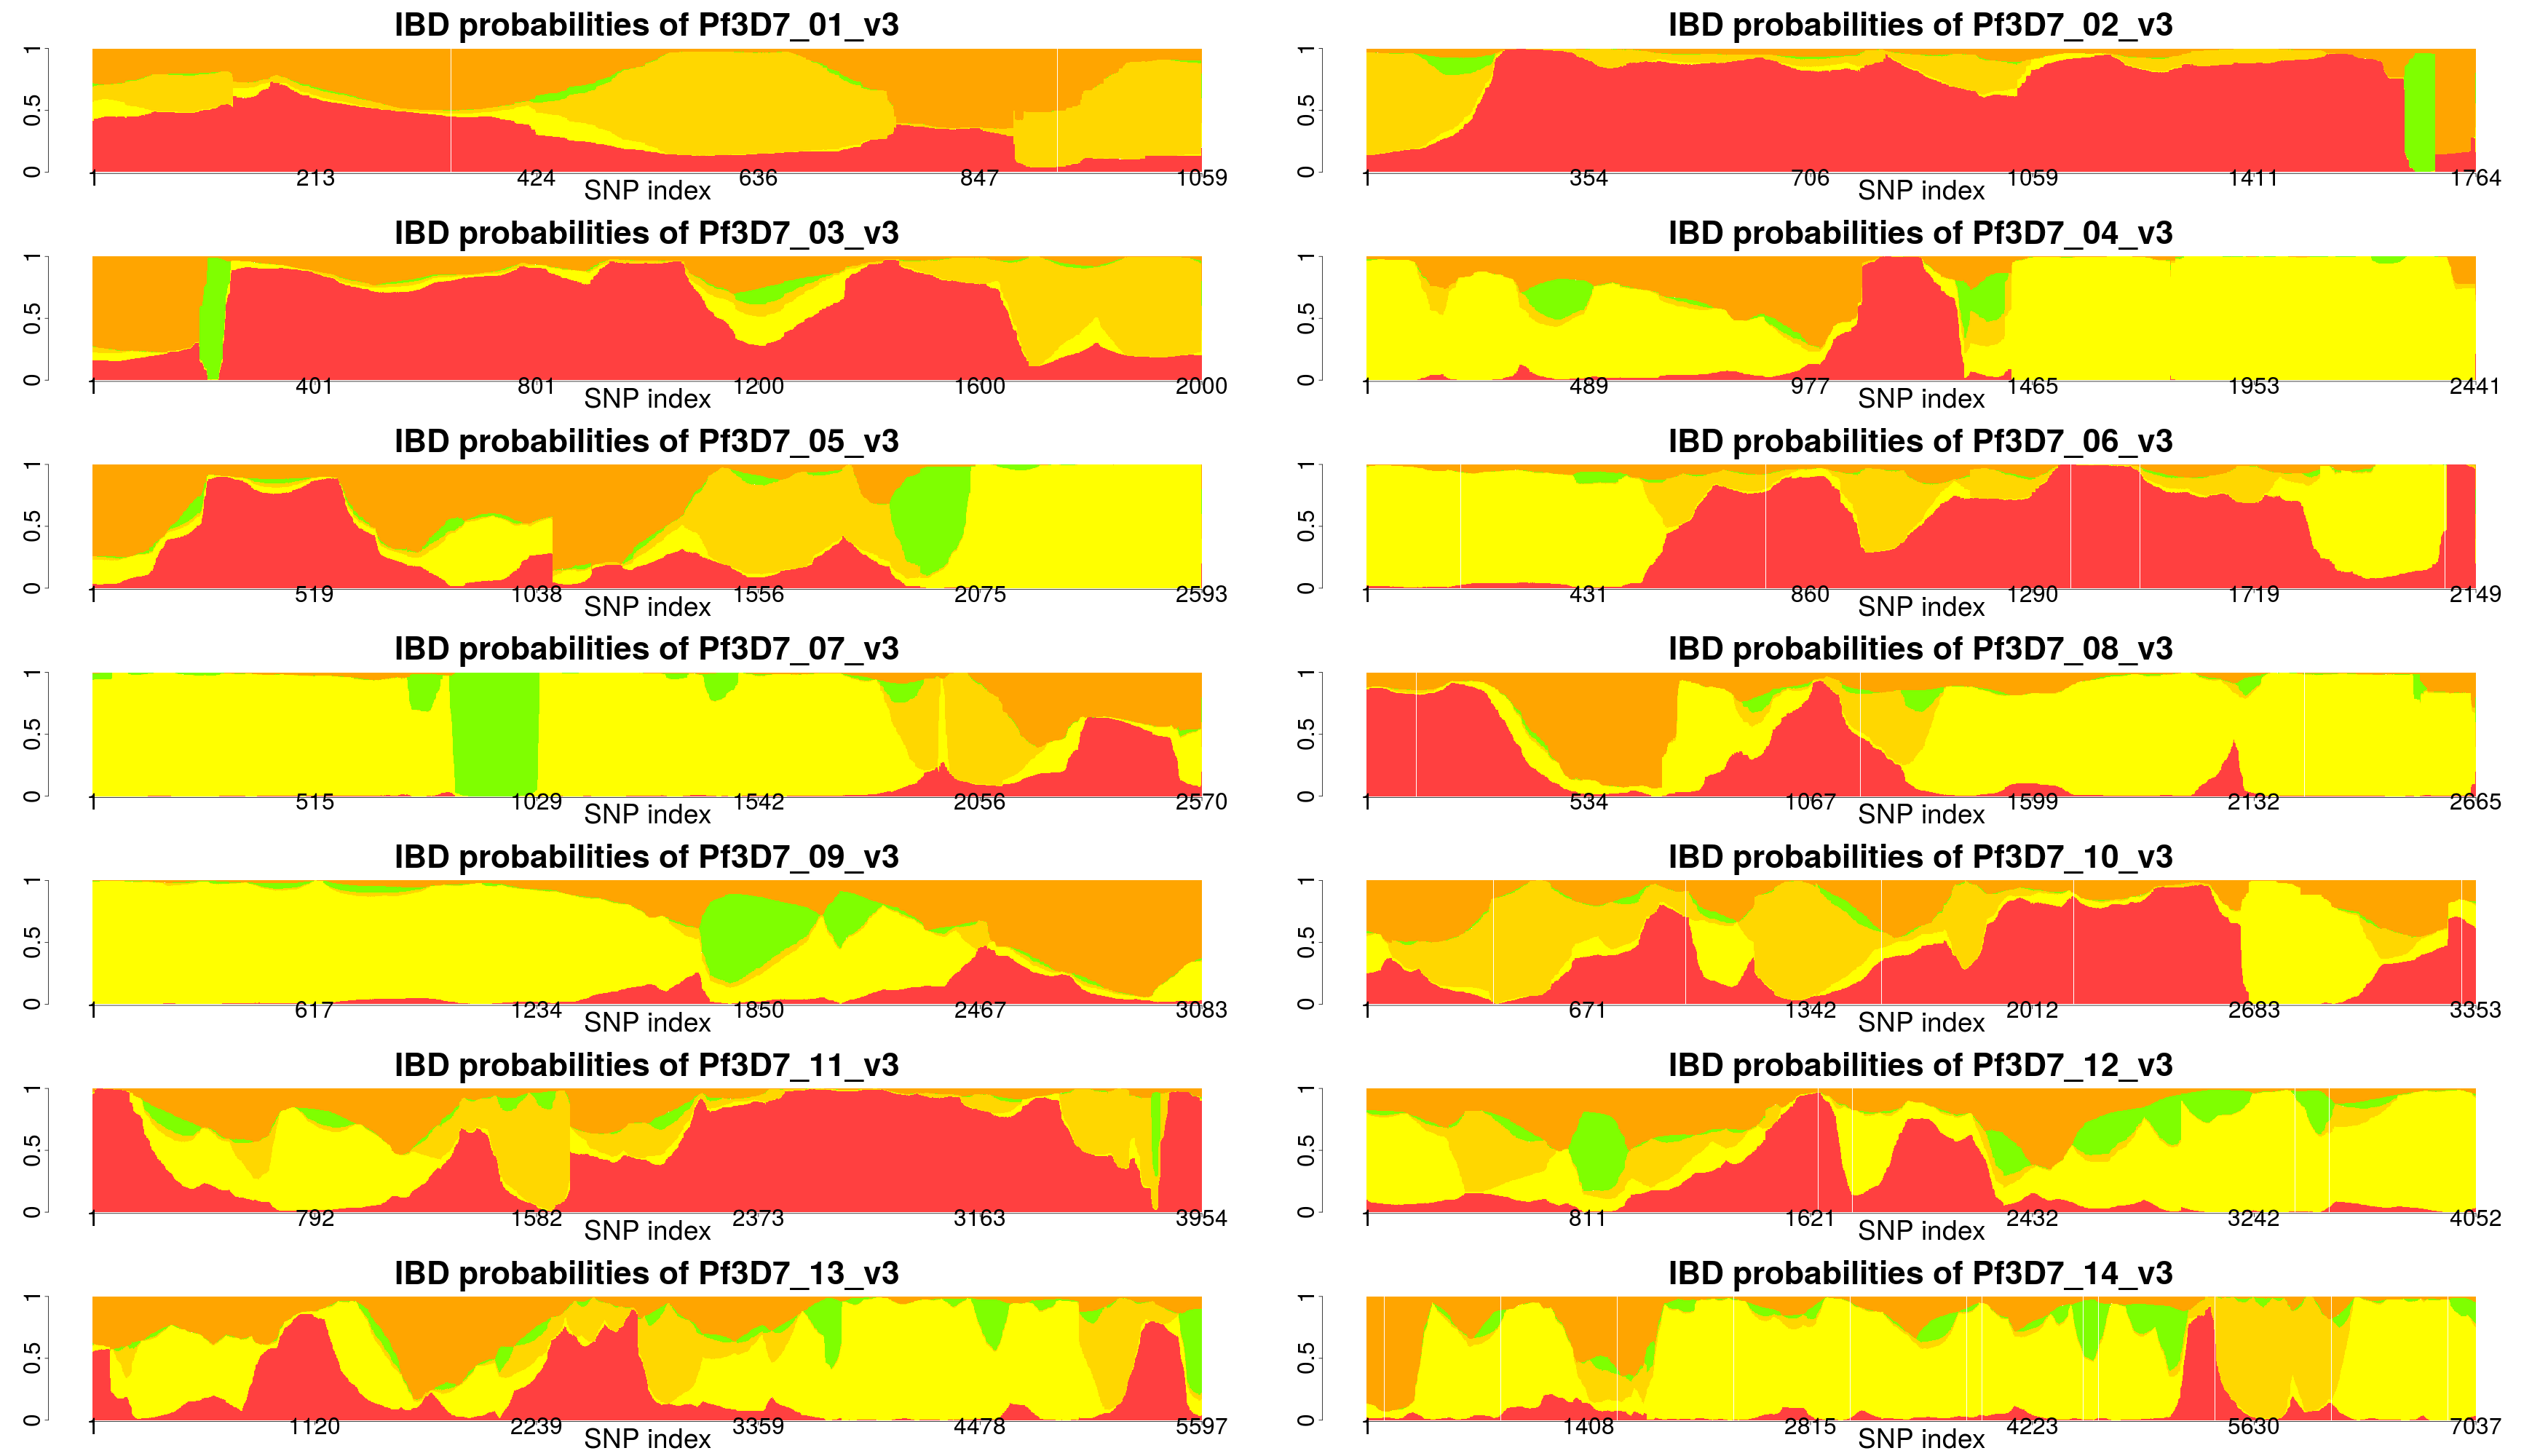 IBD probabilities of Pf3D7_01_v3
0 0.5 1
1 213 424 636 847 1059
SNP index
IBD probabilities of Pf3D7_02_v3
0 0.5 1
1 354 706 1059 1411 1764
SNP index
IBD probabilities of Pf3D7_03_v3
0 0.5 1
1 401 801 1200 1600 2000
SNP index
IBD probabilities of Pf3D7_04_v3
0 0.5 1
1 489 977 1465 1953 2441
SNP index
IBD probabilities of Pf3D7_05_v3
0 0.5 1
1 519 1038 1556 2075 2593
SNP index
IBD probabilities of Pf3D7_06_v3
0 0.5 1
1 431 860 1290 1719 2149
SNP index
IBD probabilities of Pf3D7_07_v3
0 0.5 1
1 515 1029 1542 2056 2570
SNP index
IBD probabilities of Pf3D7_08_v3
0 0.5 1
1 534 1067 1599 2132 2665
SNP index
IBD probabilities of Pf3D7_09_v3
0 0.5 1
1 617 1234 1850 2467 3083
SNP index
IBD probabilities of Pf3D7_10_v3
0 0.5 1
1 671 1342 2012 2683 3353
SNP index
IBD probabilities of Pf3D7_11_v3
0 0.5 1
1 792 1582 2373 3163 3954
SNP index
IBD probabilities of Pf3D7_12_v3
0 0.5 1
1 811 1621 2432 3242 4052
SNP index
IBD probabilities of Pf3D7_13_v3
0 0.5 1
1 1120 2239 3359 4478 5597
SNP index
IBD probabilities of Pf3D7_14_v3
0 0.5 1
1 1408 2815 4223 5630 7037
SNP index